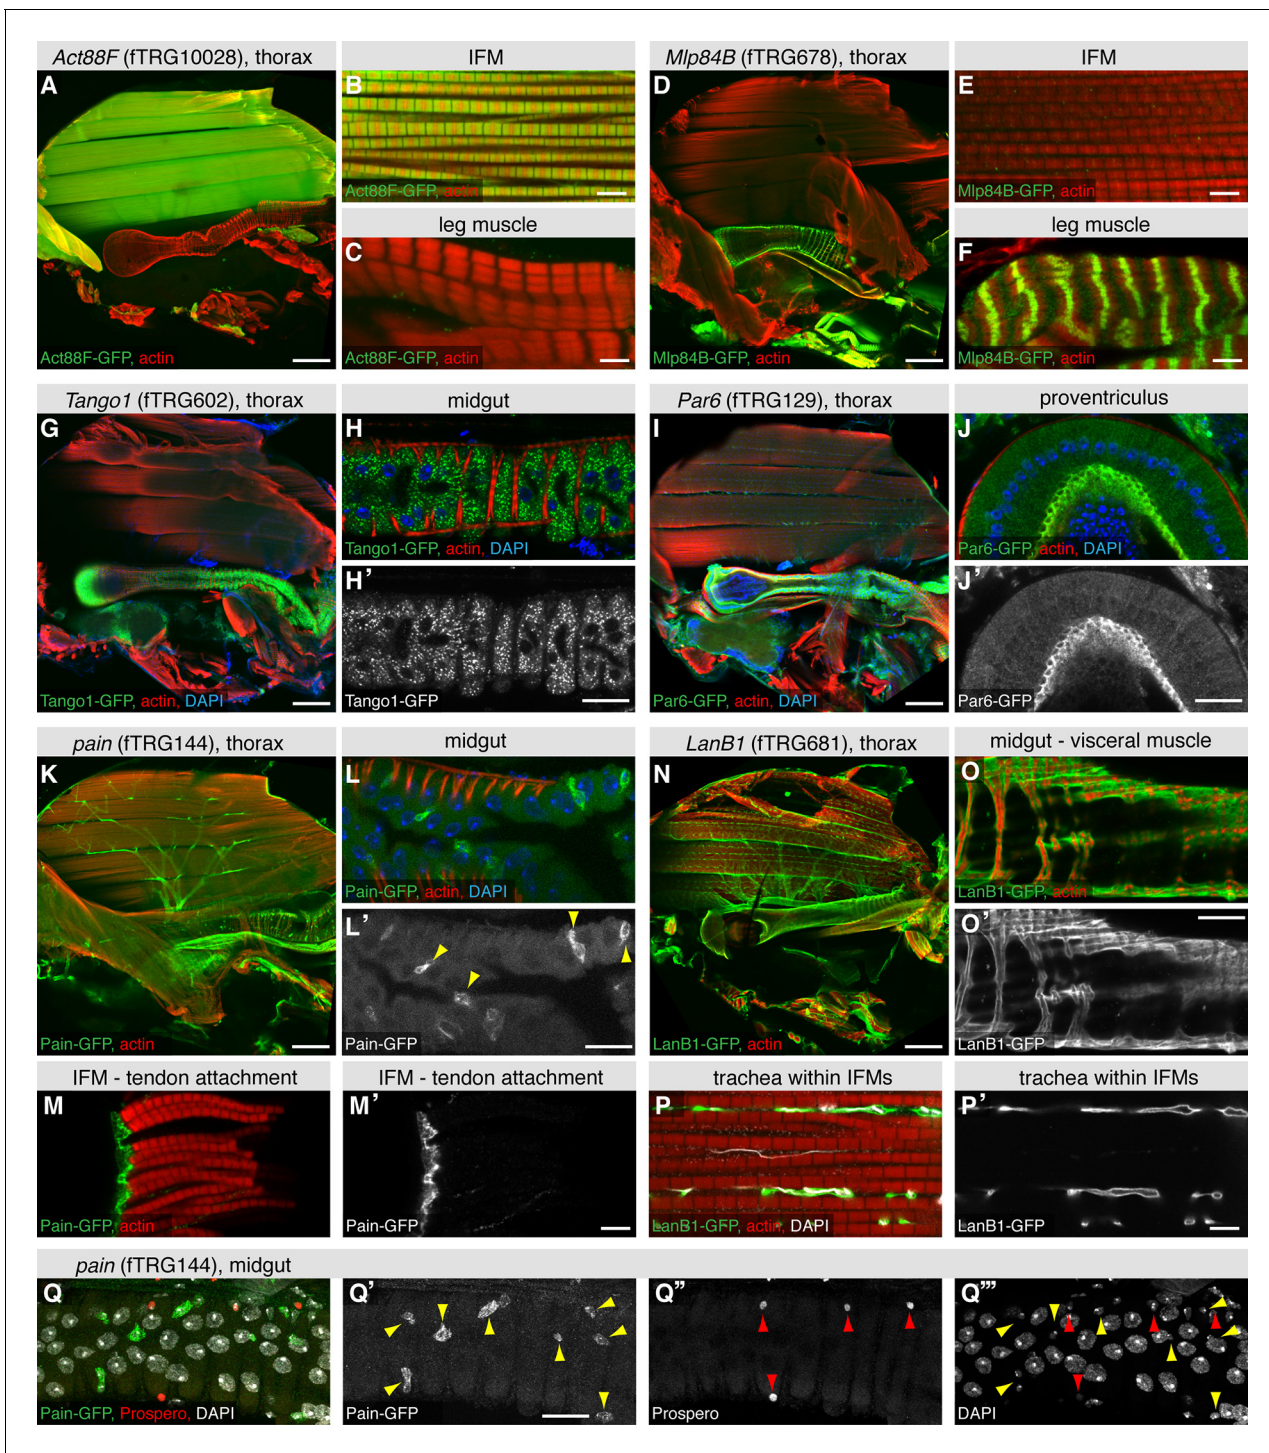 Act88F (fTRG10028), thorax
IFM
Mlp84B (fTRG678), thorax
IFM
A
B
D
E
Act88F-GFP, actin
Mlp84B-GFP, actin
leg muscle
leg muscle
C
F
Act88F-GFP, actin
Act88F-GFP, actin
Mlp84B-GFP, actin
Mlp84B-GFP, actin
Tango1 (fTRG602), thorax
midgut
Par6 (fTRG129), thorax
proventriculus
G
H
I
J
Tango1-GFP, actin, DAPI
Par6-GFP, actin, DAPI
H’
J’
Tango1-GFP, actin, DAPI
Tango1-GFP
Par6-GFP, actin, DAPI
Par6-GFP
pain (fTRG144), thorax
midgut
LanB1 (fTRG681), thorax
midgut - visceral muscle
K
L
N
O
Pain-GFP, actin, DAPI
LanB1-GFP, actin
L’
O’
Pain-GFP, actin
Pain-GFP
LanB1-GFP, actin
LanB1-GFP
IFM - tendon attachment
IFM - tendon attachment
trachea within IFMs
trachea within IFMs
M
M’
P
P’
Pain-GFP, actin
Pain-GFP
LanB1-GFP, actin, DAPI
LanB1-GFP
pain (fTRG144), midgut
Q
Q’
Q’’
Q’’’
Pain-GFP, Prospero, DAPI
Pain-GFP
Prospero
DAPI